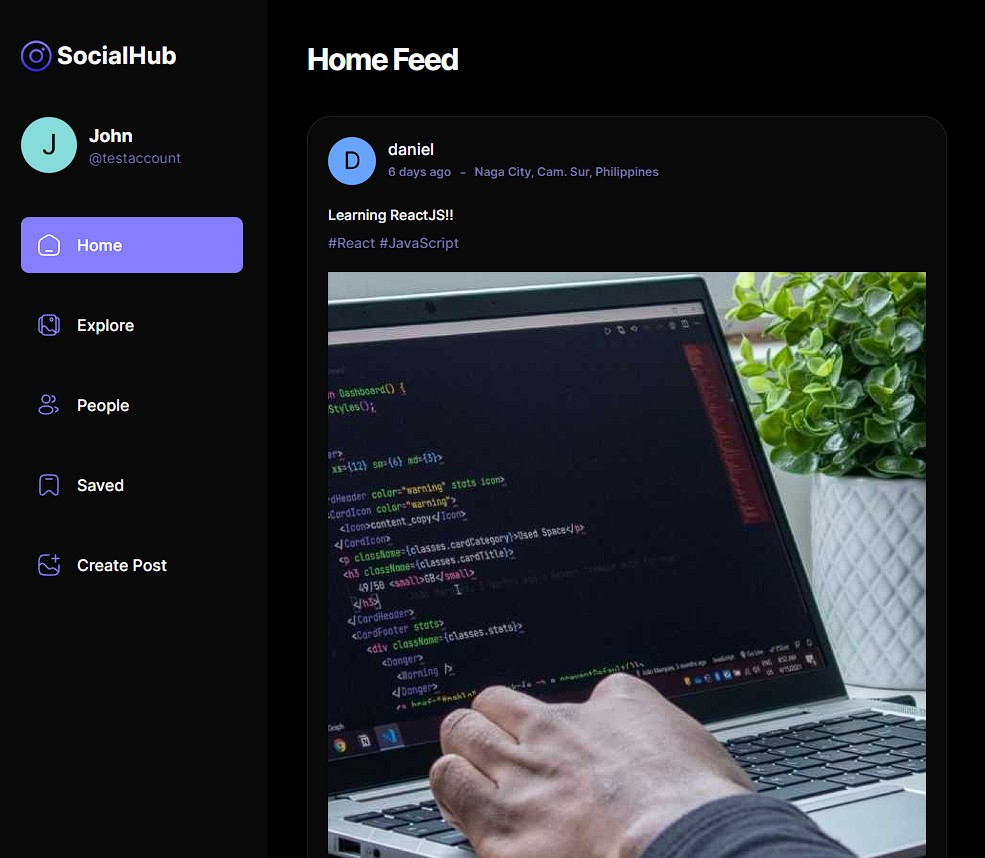 SocialHub
J
John
@testaccount
Home
Explore
People
Saved
Create Post
Home Feed
D
daniel
6 days ago - Naga City, Cam. Sur, Philippines
Learning ReactJS!!
#React #JavaScript
Dashboard() {
Styles();
xs={12} sm={6} md={3}>
color="warning" stats icon>
CardIcon color="warning">
<Icon>content_copy</Icon>
</CardIcon>
<p className={classes.cardCategory}>Used Space</p>
<h3 className={classes.cardTitle}>
49/50 <small>GB</small>
</h3>
</CardHeader>
<CardFooter stats>
<div className={classes.stats}>
<Danger>
<Warning />
</Danger>